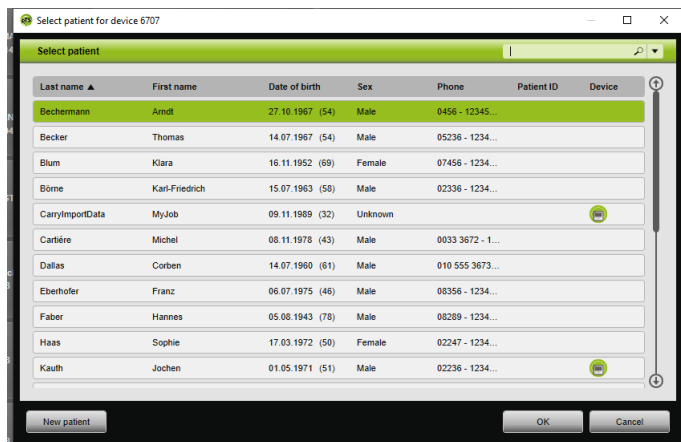 Select patient for device 6707
Select patient
Last name ▲ First name Date of birth Sex Phone Patient ID Device
Bechermann Arndt 27.10.1967 (54) Male 0456 - 12345...
Becker Thomas 14.07.1967 (54) Male 05236 - 1234...
Blum Klara 16.11.1952 (69) Female 07456 - 1234...
Börne Karl-Friedrich 15.07.1963 (58) Male 02336 - 1234...
CarryImportData MyJob 09.11.1989 (32) Unknown
Cartiére Michel 08.11.1978 (43) Male 0033 3672 - 1...
Dallas Corben 14.07.1960 (61) Male 010 555 3673...
Eberhofer Franz 06.07.1975 (46) Male 08356 - 1234...
Faber Hannes 05.08.1943 (78) Male 08289 - 1234...
Haas Sophie 17.03.1972 (50) Female 02247 - 1234...
Kauth Jochen 01.05.1971 (51) Male 02236 - 1234...
New patient OK Cancel